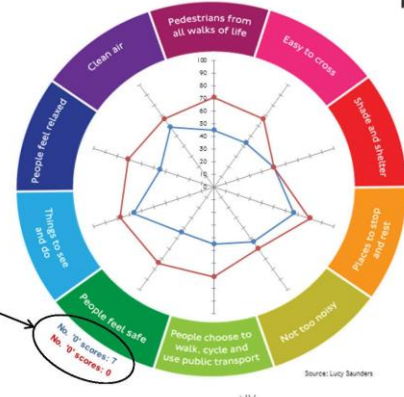 Pedestrians from
all walks of life
Easy to cross
Shade and shelter
Places to stop
and rest
Not too noisy
People choose to
walk, cycle and
use public transport
People feel safe
Things to see
and do
People feel relaxed
Clean air
100
90
80
70
60
50
40
30
20
10
0
No. '0' scores: 7
No. '0' scores: 0
Source: Lucy Saunders